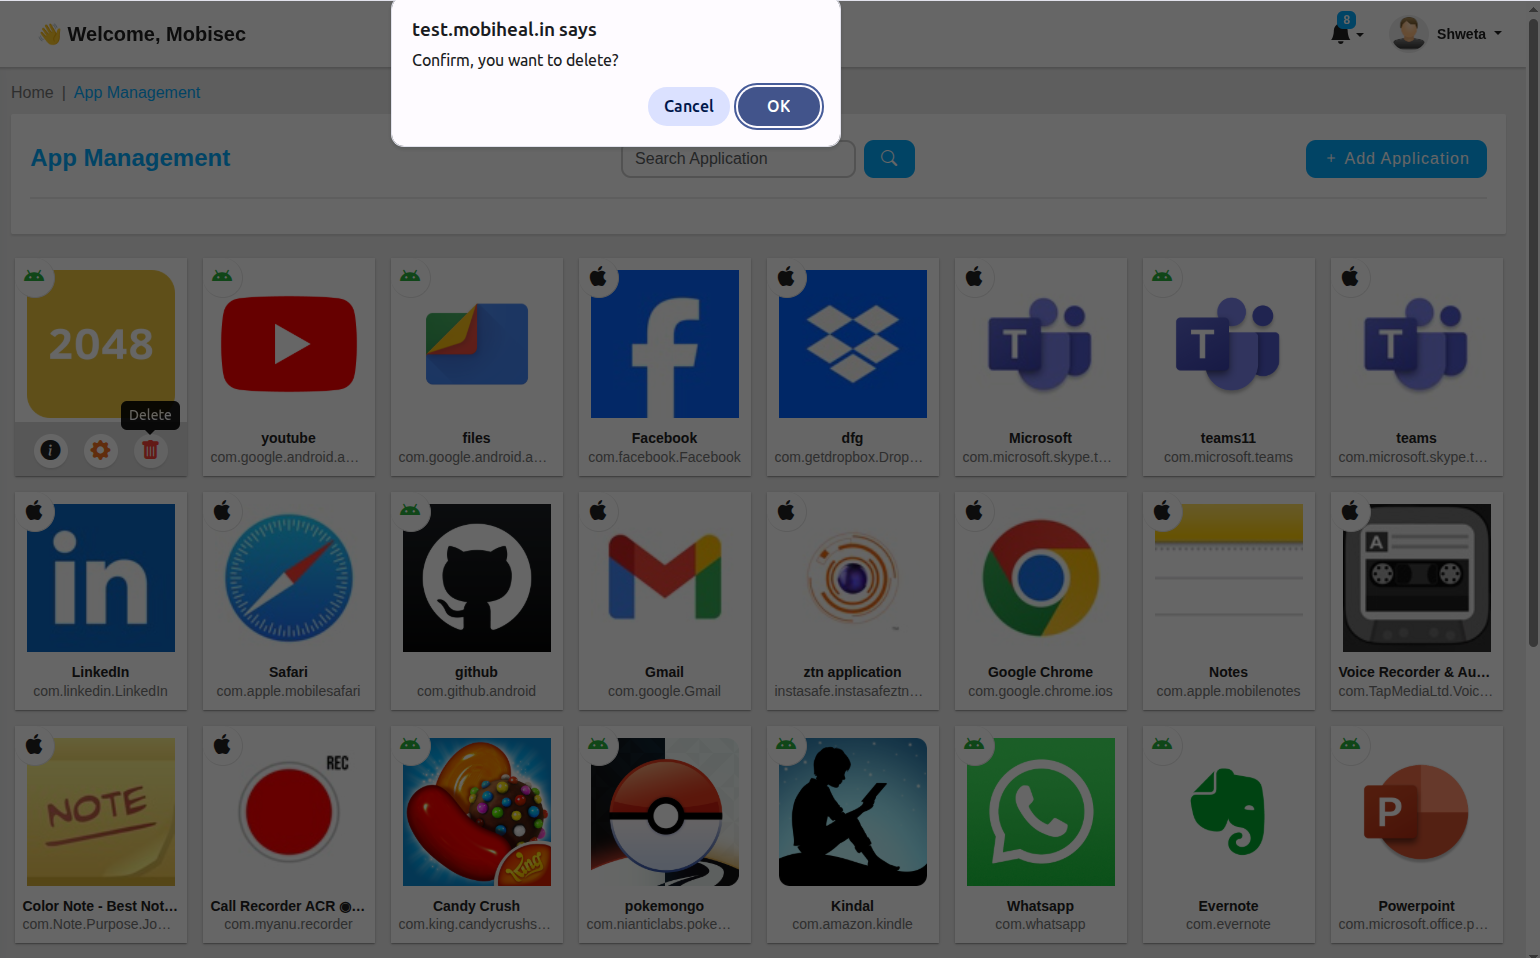 test.mobiheal.in says
Confirm, you want to delete?
Cancel
OK
👋 Welcome, Mobisec
8
Shweta
Home | App Management
App Management
Search Application
+ Add Application
2048
Delete
youtube
com.google.android.a...
files
com.google.android.a...
Facebook
com.facebook.Facebook
dfg
com.getdropbox.Drop...
T
Microsoft
com.microsoft.skype.t...
T
teams11
com.microsoft.teams
T
teams
com.microsoft.skype.t...
in
LinkedIn
com.linkedin.LinkedIn
Safari
com.apple.mobilesafari
github
com.github.android
Gmail
com.google.Gmail
ztn application
instasafe.instasafeztn...
Google Chrome
com.google.chrome.ios
Notes
com.apple.mobilenotes
A
Voice Recorder & Au...
com.TapMediaLtd.Voic...
NOTE
Color Note - Best Not...
com.Note.Purpose.Jo...
REC
Call Recorder ACR ◉...
com.myanu.recorder
King
Candy Crush
com.king.candycrushs...
pokemongo
com.nianticlabs.poke...
Kindal
com.amazon.kindle
Whatsapp
com.whatsapp
Evernote
com.evernote
P
Powerpoint
com.microsoft.office.p...